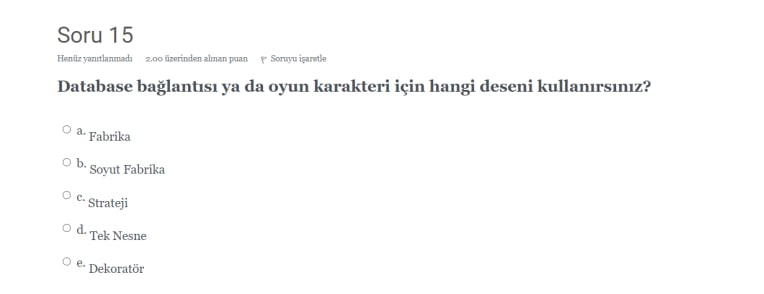 Soru 15
Henüz yanıtlanmadı 2.00 üzerinden alınan puan Soruyu işaretle
Database bağlantısı ya da oyun karakteri için hangi deseni kullanırsınız?
a. Fabrika
b. Soyut Fabrika
c. Strateji
d. Tek Nesne
e. Dekoratör